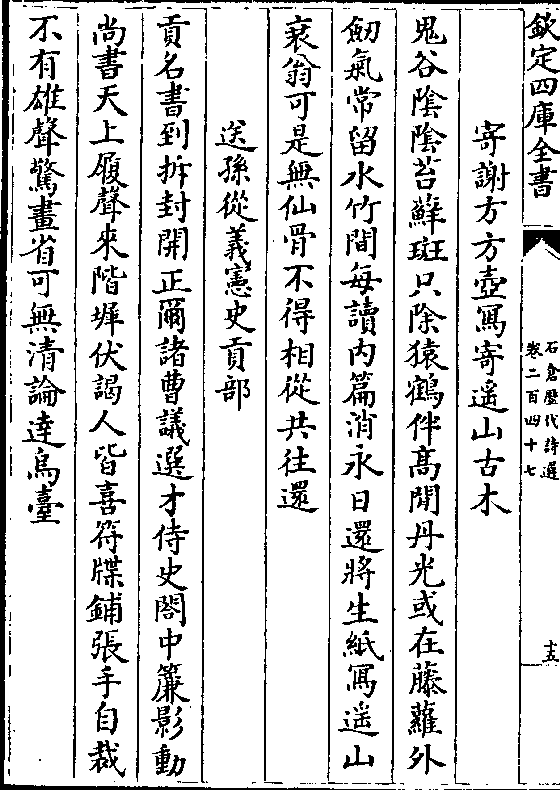 欽定四庫全書
石倉歷代詩選
卷二百四十七
十五
寄謝方方壺寫寄遥山古木
鬼谷陰陰苔蘚斑只除猿鶴伴髙閒丹光或在藤蘿外
劒氣常留水竹間每讀内篇消永日還將生紙寫遥山
衰翁可是無仙骨不得相從共往還
送孫從義憲史貢部
貢名書到拆封開正爾諸曹議選才侍史閤中簾影動
尚書天上履聲來階墀伏謁人皆喜符牒鋪張手自裁
不有雄聲驚畫省可無清論達烏臺